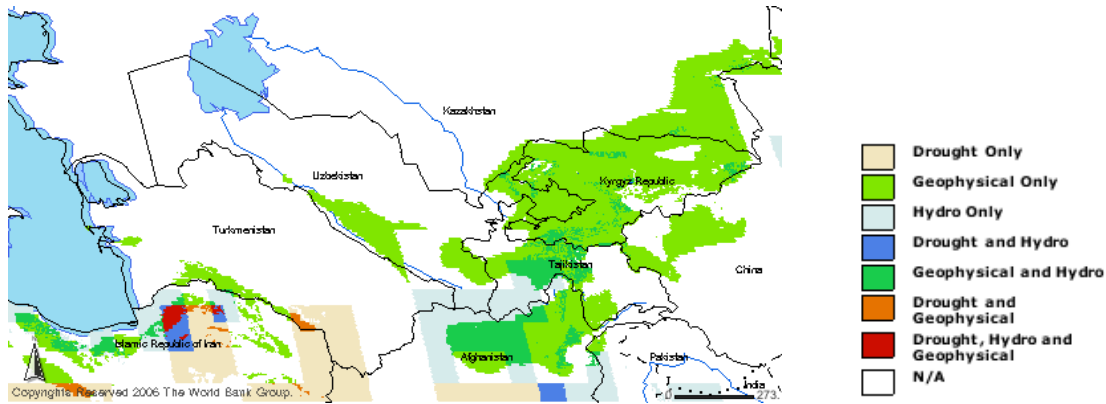 Kazakhstan
Uzbekistan
Kyrgyz Republic
Turkmenistan
Tajikistan
China
Islamic Republic of Iran
Afghanistan
Pakistan
India
0 273.
Copyrights Reserved 2006 The World Bank Group.
Drought Only
Geophysical Only
Hydro Only
Drought and Hydro
Geophysical and Hydro
Drought and
Geophysical
Drought, Hydro and
Geophysical
N/A